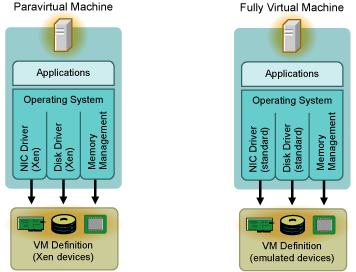 Paravirtual Machine
Applications
Operating System
NIC Driver
(Xen)
Disk Driver
(Xen)
Memory
Management
VM Definition
(Xen devices)
Fully Virtual Machine
Applications
Operating System
NIC Driver
(standard)
Disk Driver
(standard)
Memory
Management
VM Definition
(emulated devices)